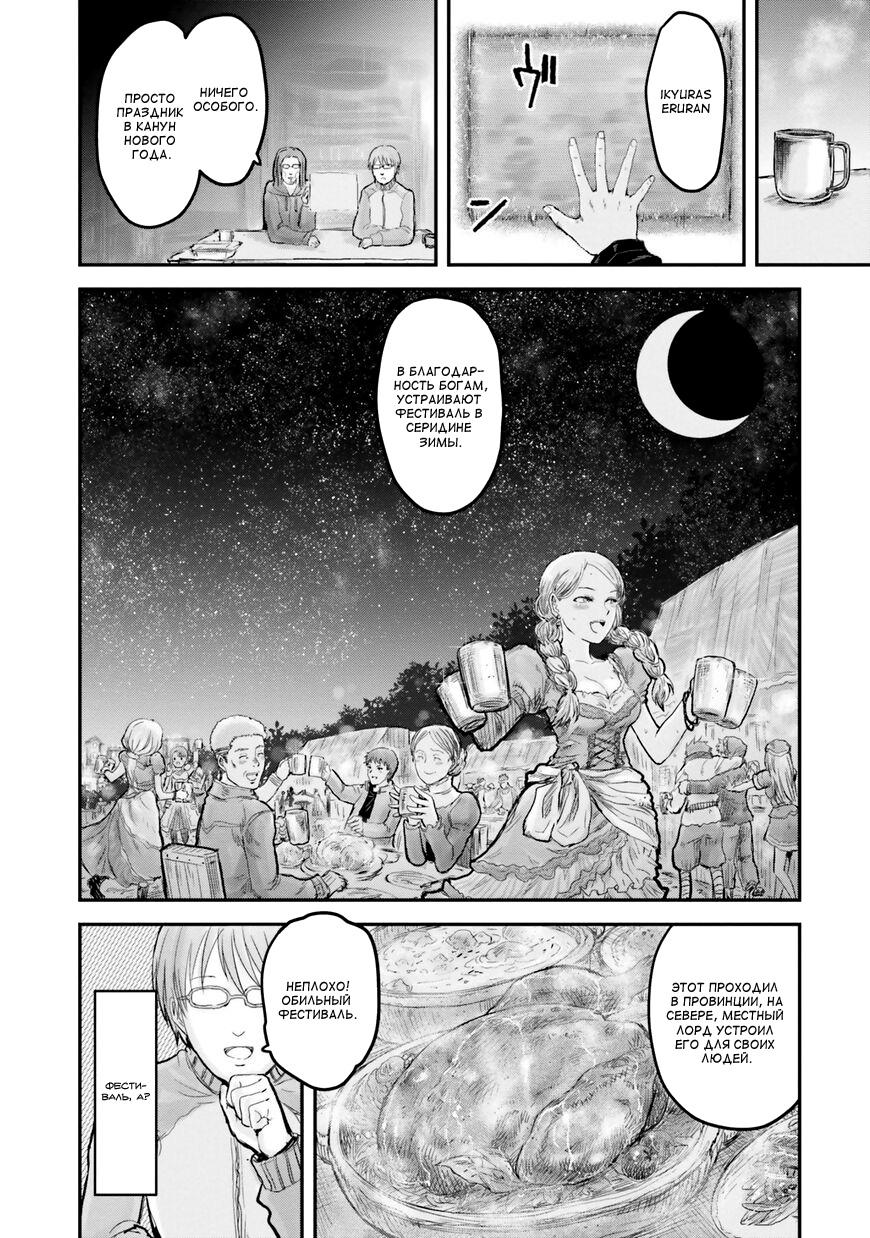 IKYURAS
ERURAN
ヴ
НИЧЕГО
ОСОБОГО.
ПРОСТО
ПРАЗДНИК
В КАНУН
НОВОГО
ГОДА.
В БЛАГОДАР-
НОСТЬ БОГАМ,
УСТРАИВАЮТ
ФЕСТИВАЛЬ В
СЕРИДИНЕ
ЗИМЫ.
ЭТОТ ПРОХОДИЛ
В ПРОВИНЦИИ, НА
СЕВЕРЕ, МЕСТНЫЙ
ЛОРД УСТРОИЛ
ЕГО ДЛЯ СВОИХ
ЛЮДЕЙ.
НЕПЛОХО!
ОБИЛЬНЫЙ
ФЕСТИВАЛЬ.
ФЕСТИ-
ВАЛЬ, А?